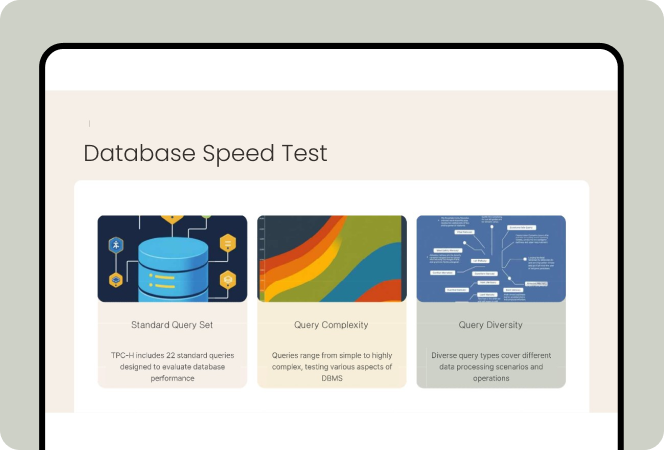 Database Speed Test
Standard Query Set
TPC-H includes 22 standard queries
designed to evaluate database
performance
Query Complexity
Queries range from simple to highly
complex, testing various aspects of
DBMS
Query Diversity
Diverse query types cover different
data processing scenarios and
operations